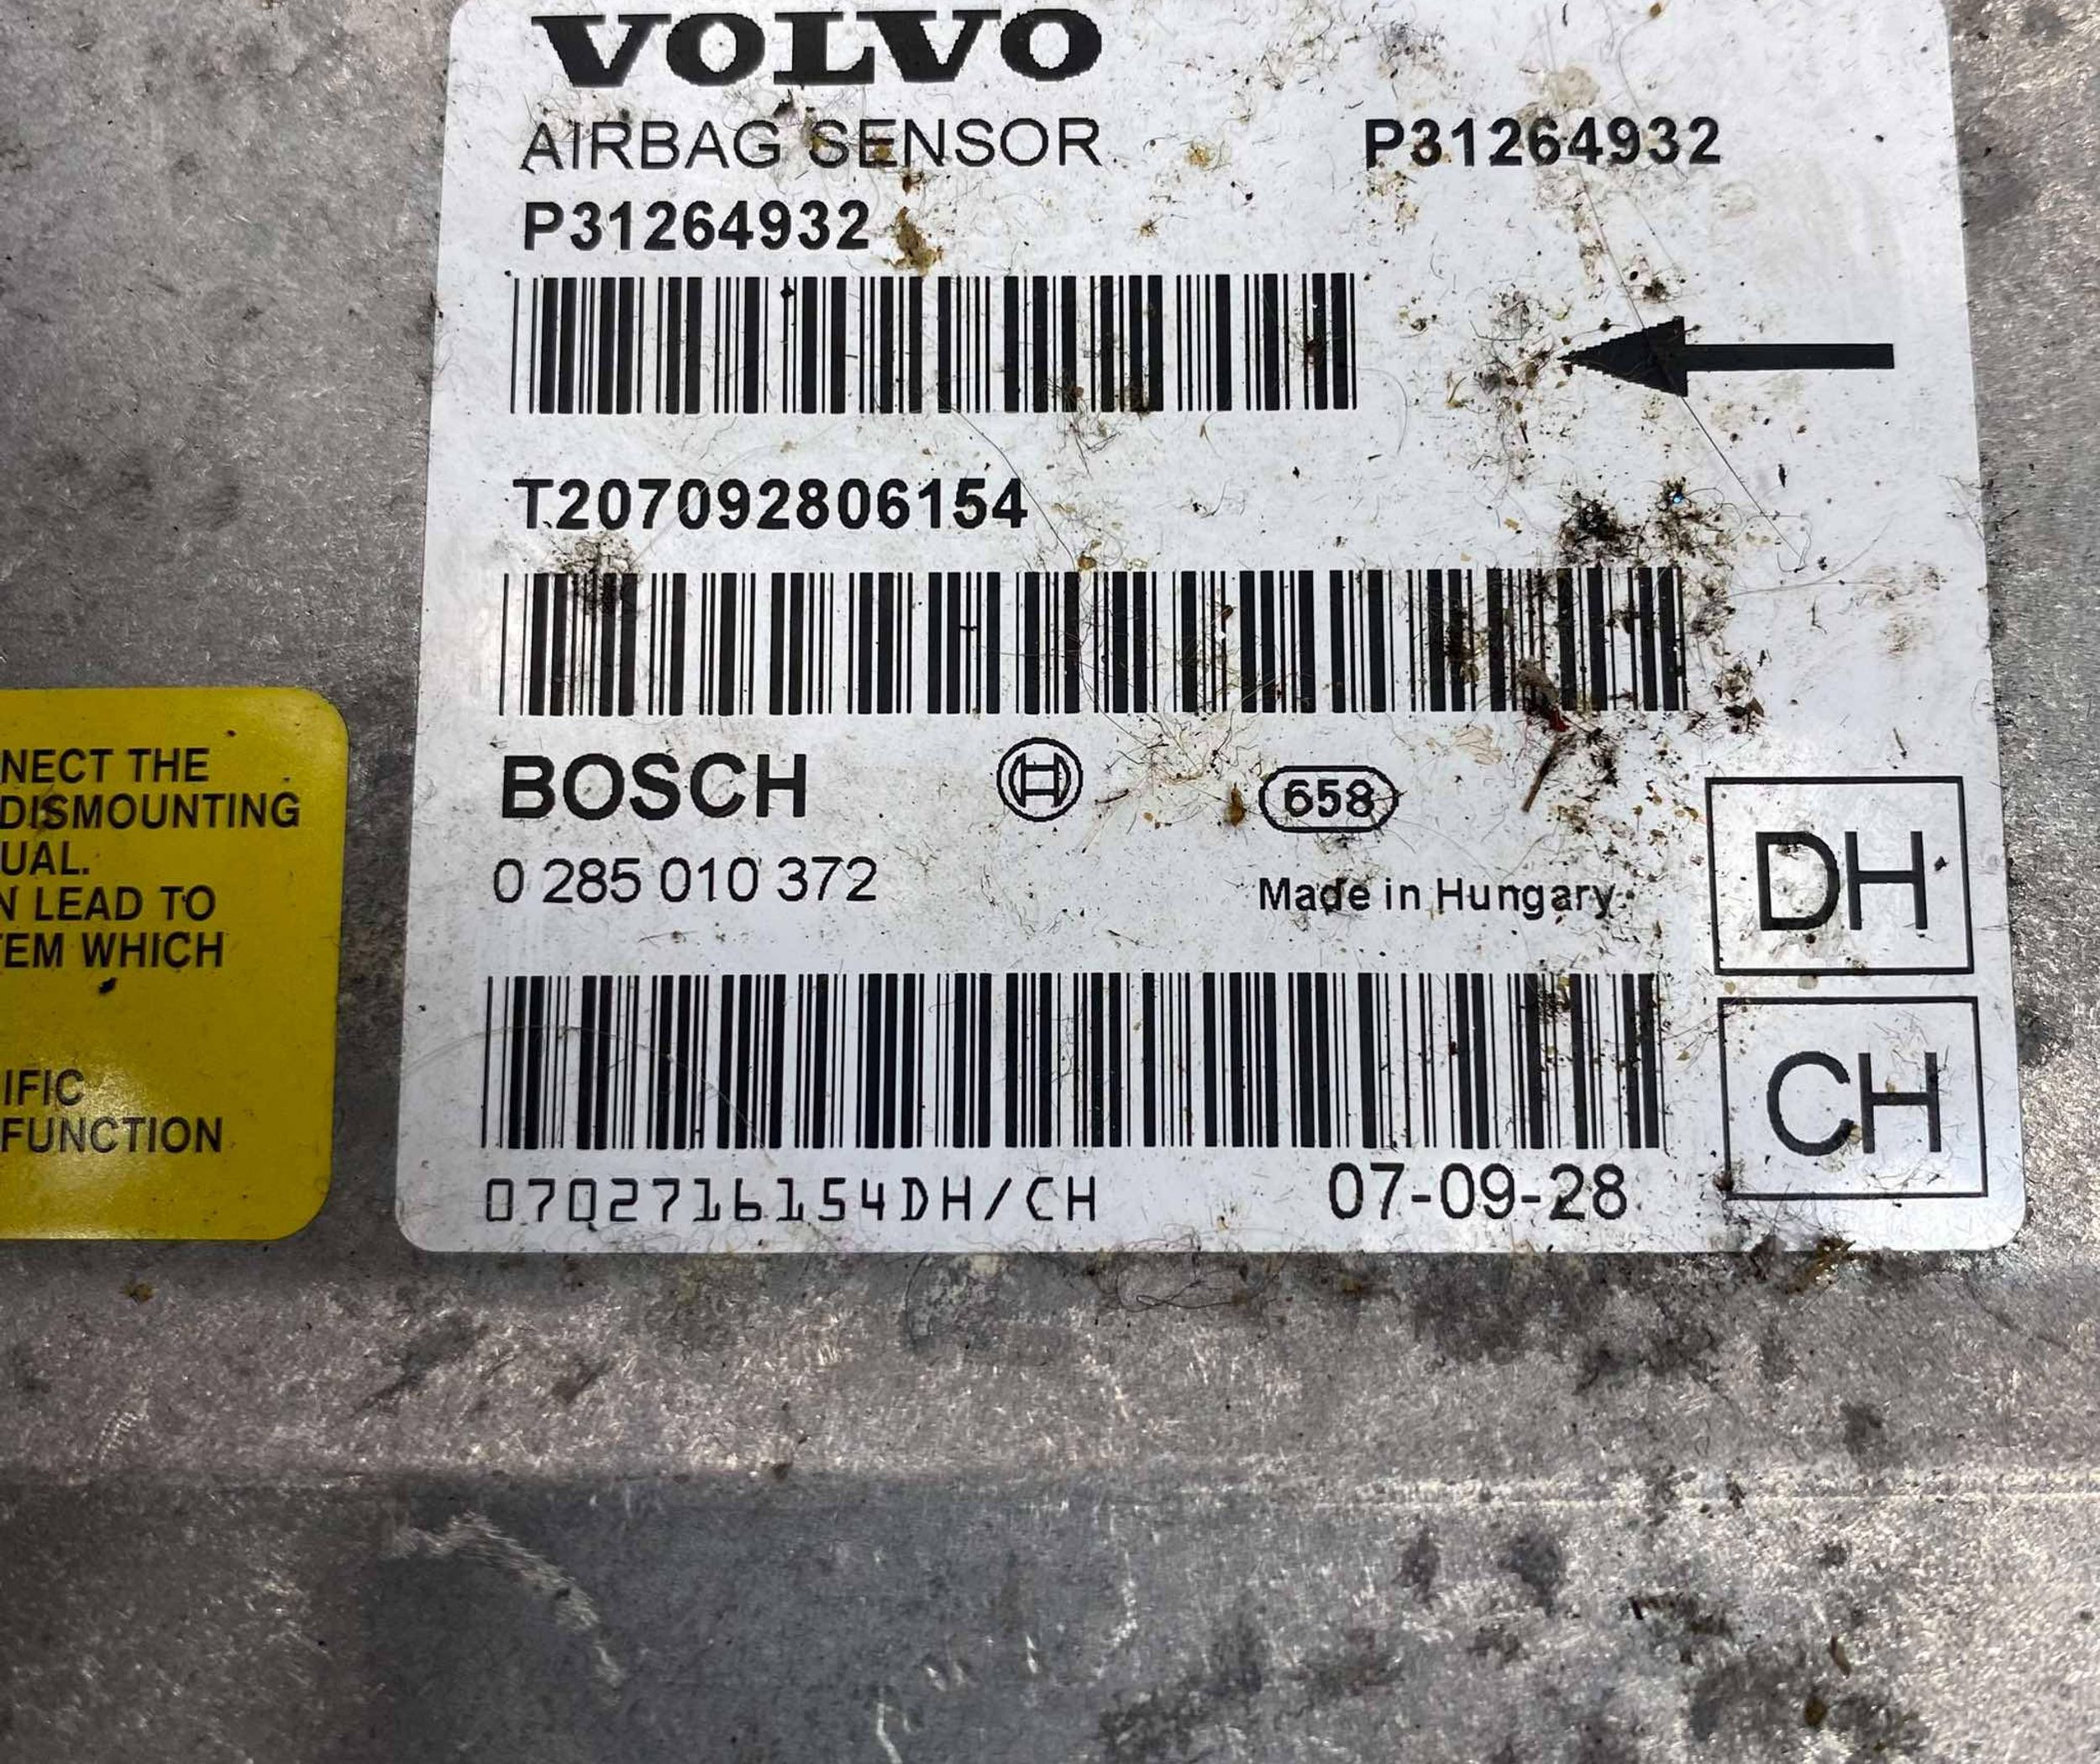 VOLVO
AIRBAG SENSOR P31264932
P31264932
T207092806154
BOSCH 658
0 285 010 372 Made in Hungary
DH
CH
0702716154DH/CH 07-09-28
NECT THE
DISMOUNTING
UAL.
N LEAD TO
TEM WHICH
IFIC
FUNCTION